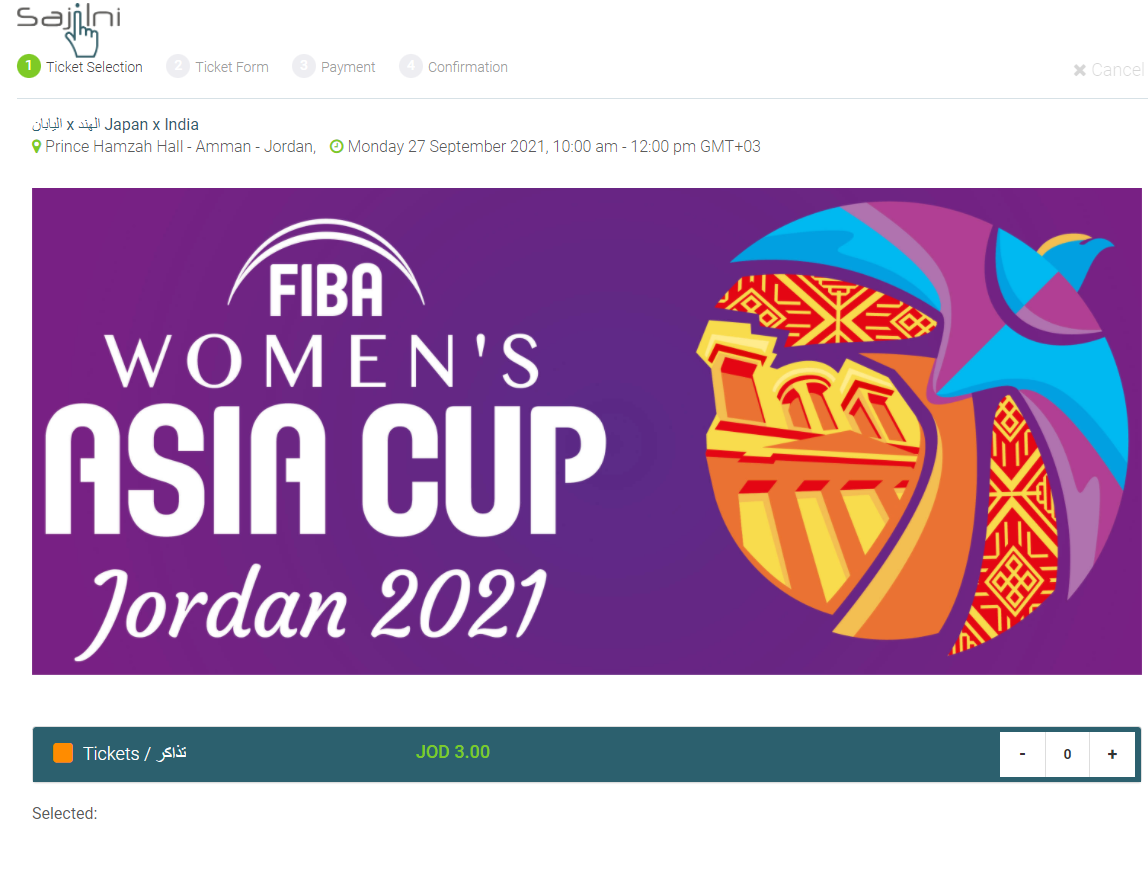 Sajilni
1 Ticket Selection 2 Ticket Form 3 Payment 4 Confirmation
✖ Cancel
اليابان x الهند Japan x India
Prince Hamzah Hall - Amman - Jordan, Monday 27 September 2021, 10:00 am - 12:00 pm GMT+03
FIBA
WOMEN'S
ASIA CUP
Jordan 2021
Tickets / تذاكر JOD 3.00 - 0 +
Selected: